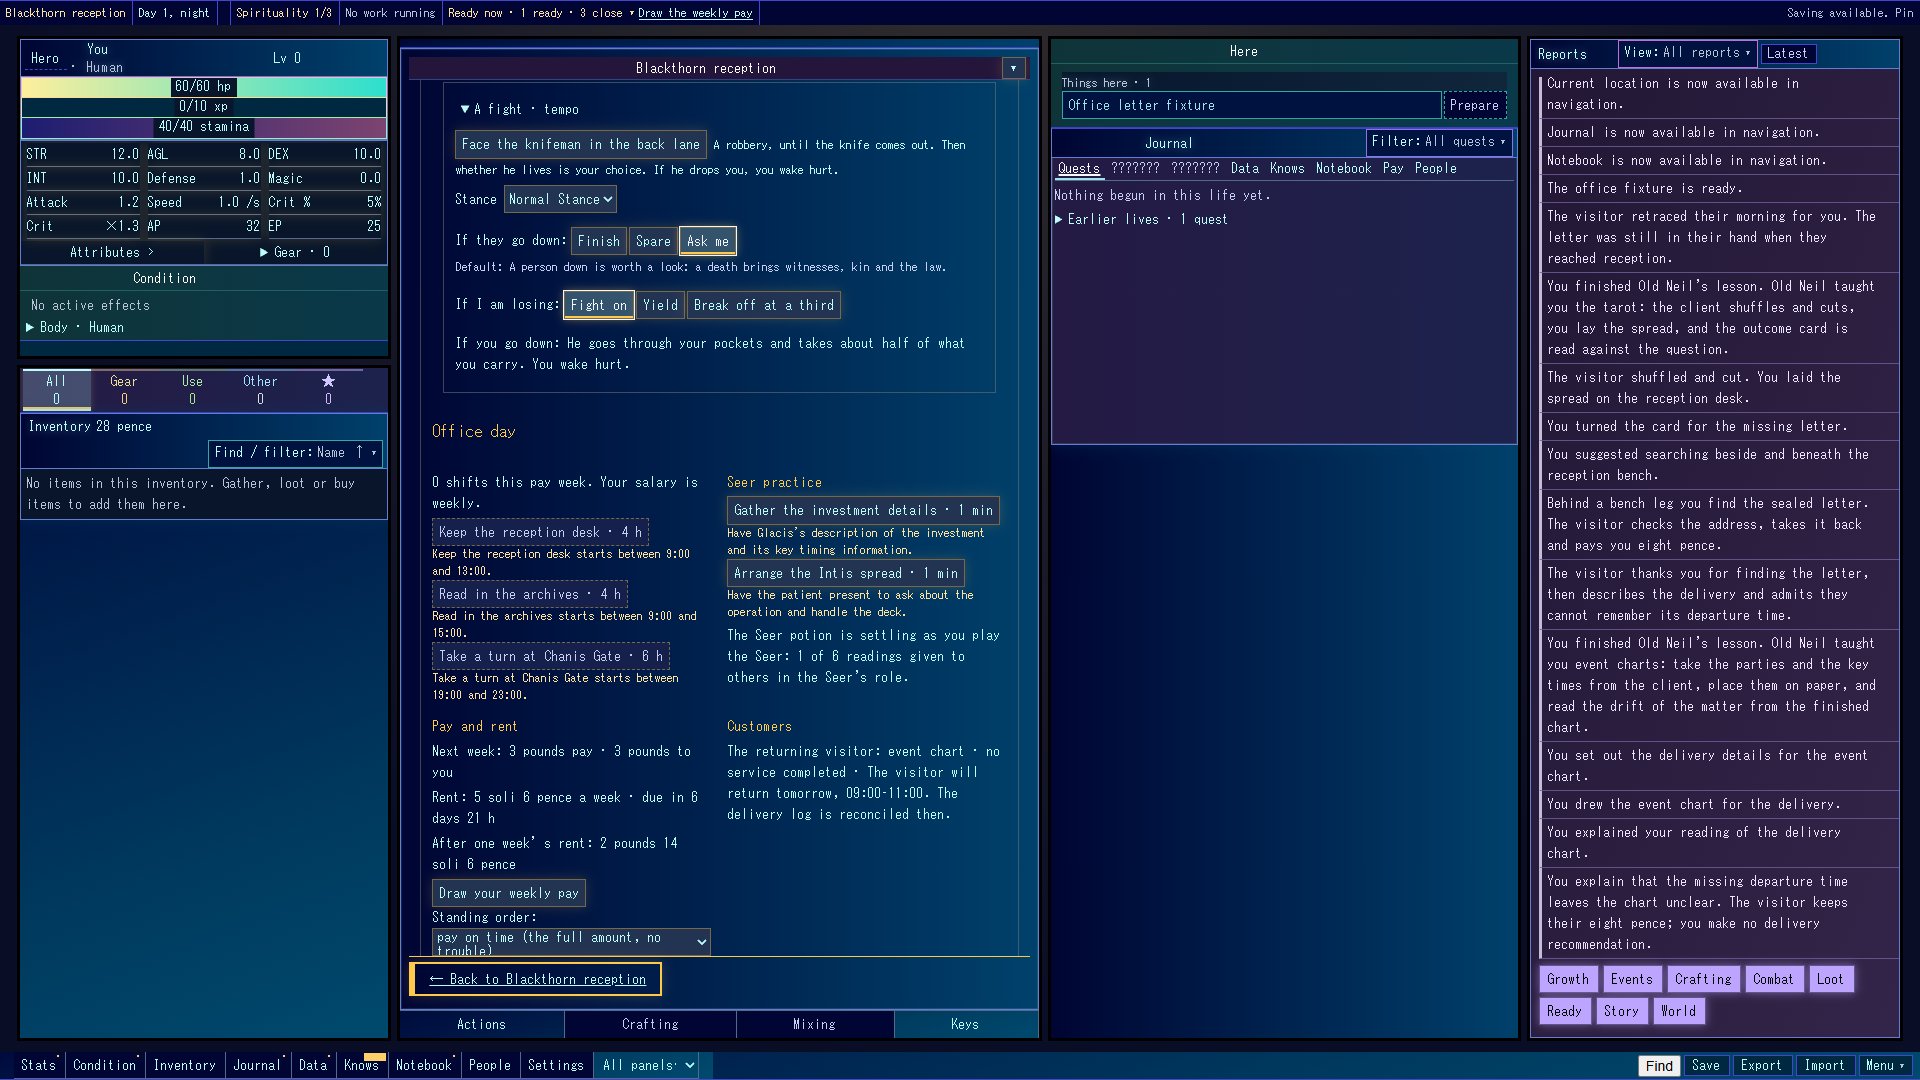 Blackthorn reception
Day 1, night
Spirituality 1/3
No work running
Ready now · 1 ready · 3 close ▾ Draw the weekly pay
Saving available. Pin
Hero · You Human
Lv 0
60/60 hp
0/10 xp
40/40 stamina
STR 12.0 AGL 8.0 DEX 10.0
INT 10.0 Defense 1.0 Magic 0.0
Attack 1.2 Speed 1.0 /s Crit % 5%
Crit ×1.3 AP 32 EP 25
Attributes >
▶ Gear · 0
Condition
No active effects
▶ Body · Human
All 0
Gear 0
Use 0
Other 0
★ 0
Inventory 28 pence
Find / filter: Name ↑ ▾
No items in this inventory. Gather, loot or buy
items to add them here.
Blackthorn reception
▾
▼ A fight · tempo
Face the knifeman in the back lane A robbery, until the knife comes out. Then
whether he lives is your choice. If he drops you, you wake hurt.
Stance Normal Stance
If they go down: Finish Spare Ask me
Default: A person down is worth a look: a death brings witnesses, kin and the law.
If I am losing: Fight on Yield Break off at a third
If you go down: He goes through your pockets and takes about half of what
you carry. You wake hurt.
Office day
0 shifts this pay week. Your salary is
weekly.
Keep the reception desk · 4 h
Keep the reception desk starts between 9:00
and 13:00.
Read in the archives · 4 h
Read in the archives starts between 9:00 and
15:00.
Take a turn at Chanis Gate · 6 h
Take a turn at Chanis Gate starts between
19:00 and 23:00.
Seer practice
Gather the investment details · 1 min
Have Glacis's description of the investment
and its key timing information.
Arrange the Intis spread · 1 min
Have the patient present to ask about the
operation and handle the deck.
The Seer potion is settling as you play
the Seer: 1 of 6 readings given to
others in the Seer's role.
Pay and rent
Next week: 3 pounds pay · 3 pounds to
you
Rent: 5 soli 6 pence a week · due in 6
days 21 h
After one week's rent: 2 pounds 14
soli 6 pence
Draw your weekly pay
Standing order:
pay on time (the full amount, no
trouble)
Customers
The returning visitor: event chart · no
service completed · The visitor will
return tomorrow, 09:00-11:00. The
delivery log is reconciled then.
← Back to Blackthorn reception
Actions
Crafting
Mixing
Keys
Here
Things here · 1
Office letter fixture
Prepare
Journal
Filter: All quests ▾
Quests ??????? ??????? Data Knows Notebook Pay People
Nothing begun in this life yet.
▶ Earlier lives · 1 quest
Reports
View: All reports ▾
Latest
Current location is now available in
navigation.
Journal is now available in navigation.
Notebook is now available in navigation.
The office fixture is ready.
The visitor retraced their morning for you. The
letter was still in their hand when they
reached reception.
You finished Old Neil's lesson. Old Neil taught
you the tarot: the client shuffles and cuts,
you lay the spread, and the outcome card is
read against the question.
The visitor shuffled and cut. You laid the
spread on the reception desk.
You turned the card for the missing letter.
You suggested searching beside and beneath the
reception bench.
Behind a bench leg you find the sealed letter.
The visitor checks the address, takes it back
and pays you eight pence.
The visitor thanks you for finding the letter,
then describes the delivery and admits they
cannot remember its departure time.
You finished Old Neil's lesson. Old Neil taught
you event charts: take the parties and the key
times from the client, place them on paper, and
read the drift of the matter from the finished
chart.
You set out the delivery details for the event
chart.
You drew the event chart for the delivery.
You explained your reading of the delivery
chart.
You explain that the missing departure time
leaves the chart unclear. The visitor keeps
their eight pence; you make no delivery
recommendation.
Growth Events Crafting Combat Loot
Ready Story World
Stats Condition Inventory Journal Data Knows Notebook People Settings All panels
Find Save Export Import Menu ▾